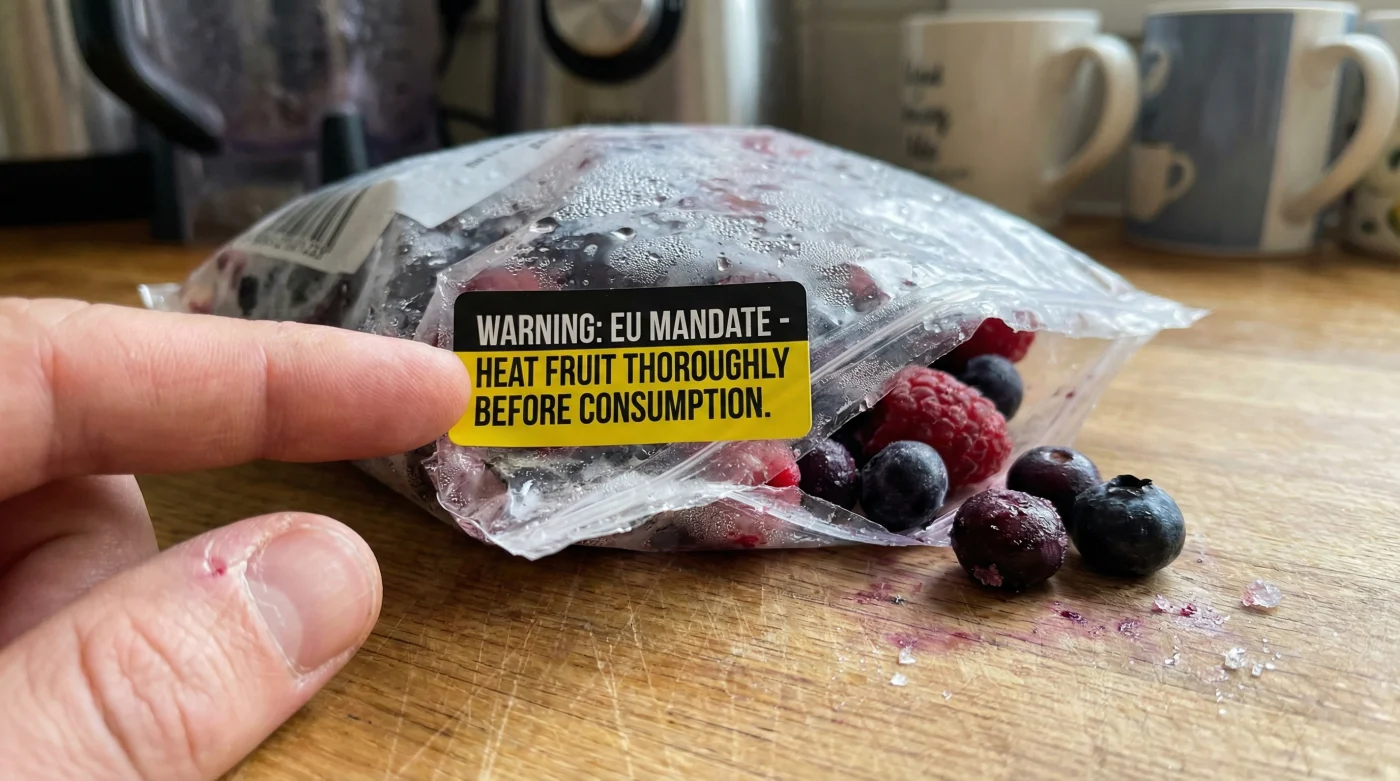 WARNING: EU MANDATE -
HEAT FRUIT THOROUGHLY
BEFORE CONSUMPTION.